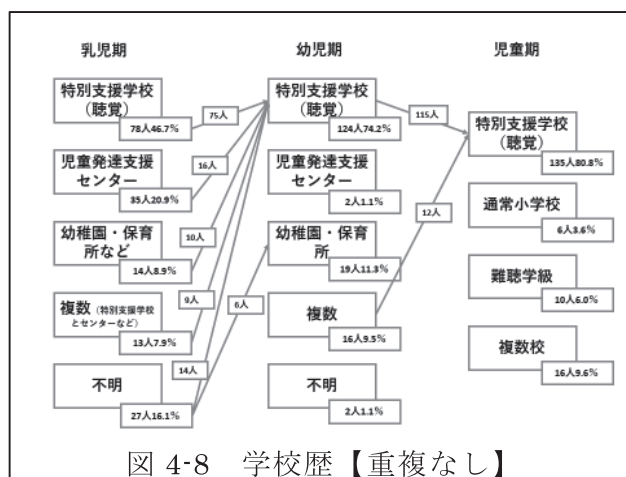 乳児期
幼児期
児童期
特別支援学校
（聴覚）
78人46.7%
児童発達支援
センター
35人20.9%
幼稚園・保育
所など
14人8.9%
複数（特別支援学校
とセンターなど）
13人7.9%
不明
27人16.1%
75人
16人
10人
9人
14人
6人
特別支援学校
（聴覚）
124人74.2%
児童発達支援
センター
2人1.1%
幼稚園・保育
所
19人11.3%
複数
16人9.5%
不明
2人1.1%
115人
12人
特別支援学校
（聴覚）
135人80.8%
通常小学校
6人3.6%
難聴学級
10人6.0%
複数校
16人9.6%
図 4-8　学校歴【重複なし】